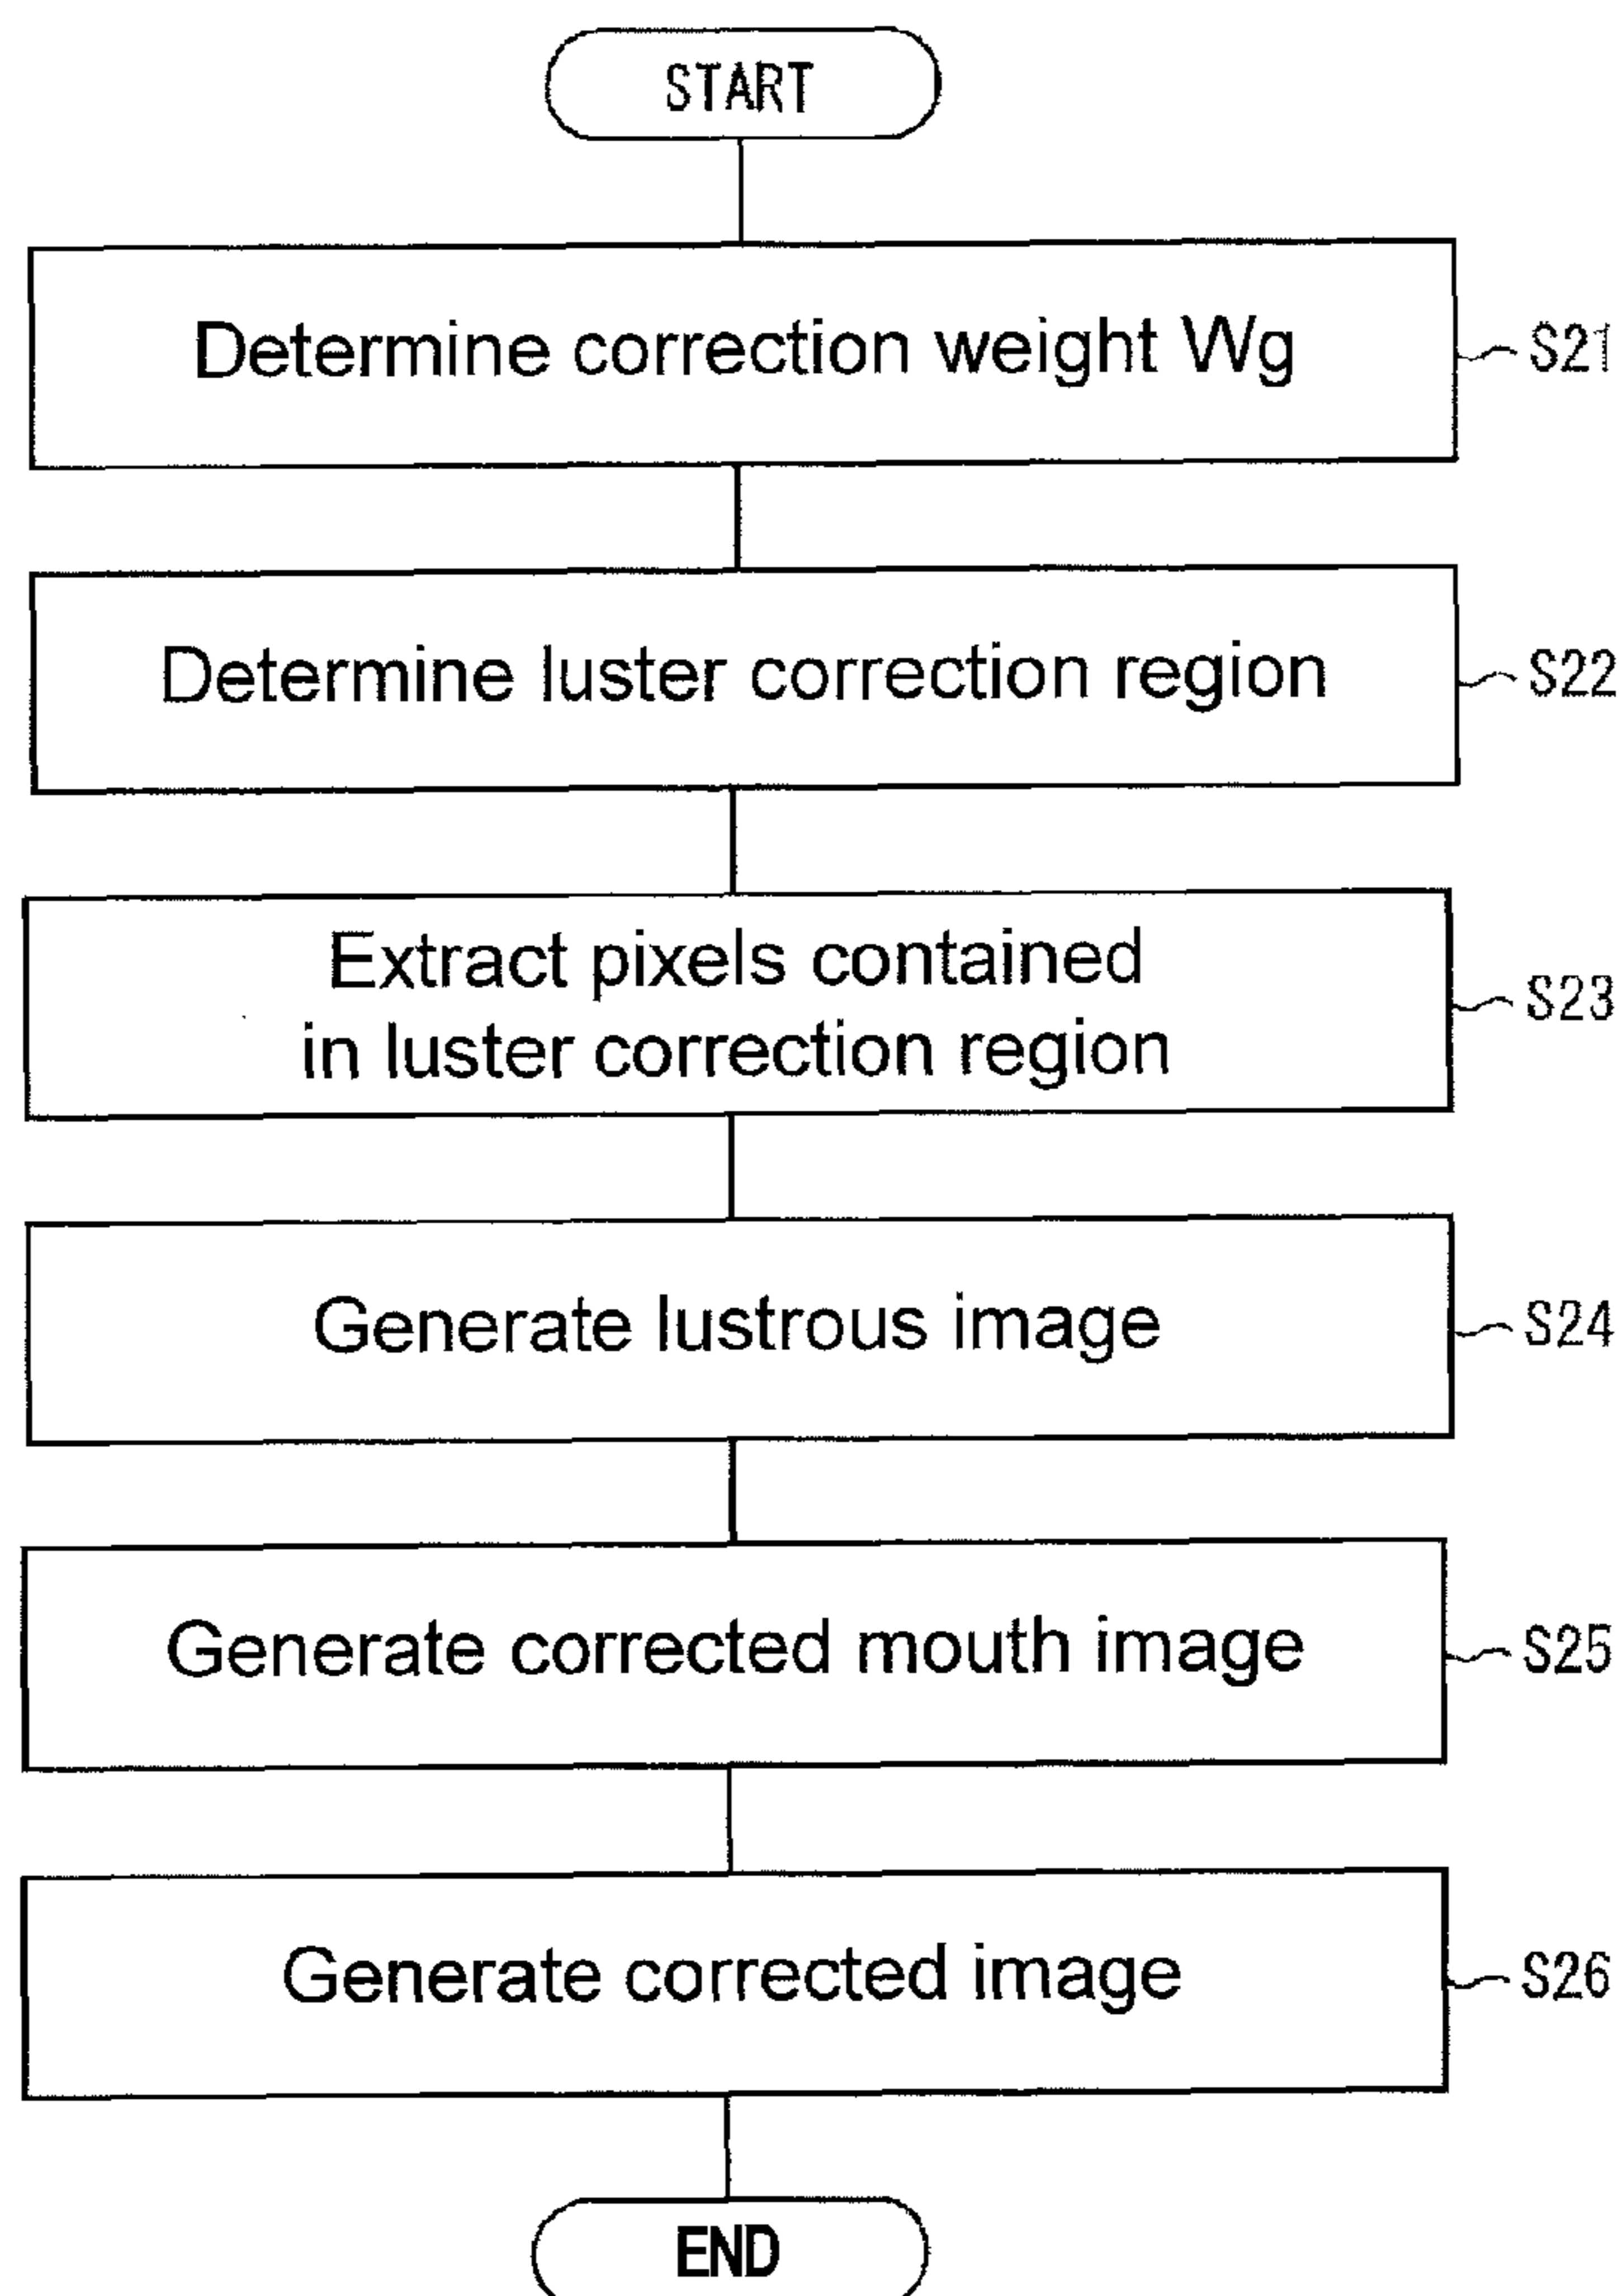 START
Determine correction weight Wg
S21
Determine luster correction region
S22
Extract pixels contained
in luster correction region
S23
Generate lustrous image
S24
Generate corrected mouth image
S25
Generate corrected image
S26
END